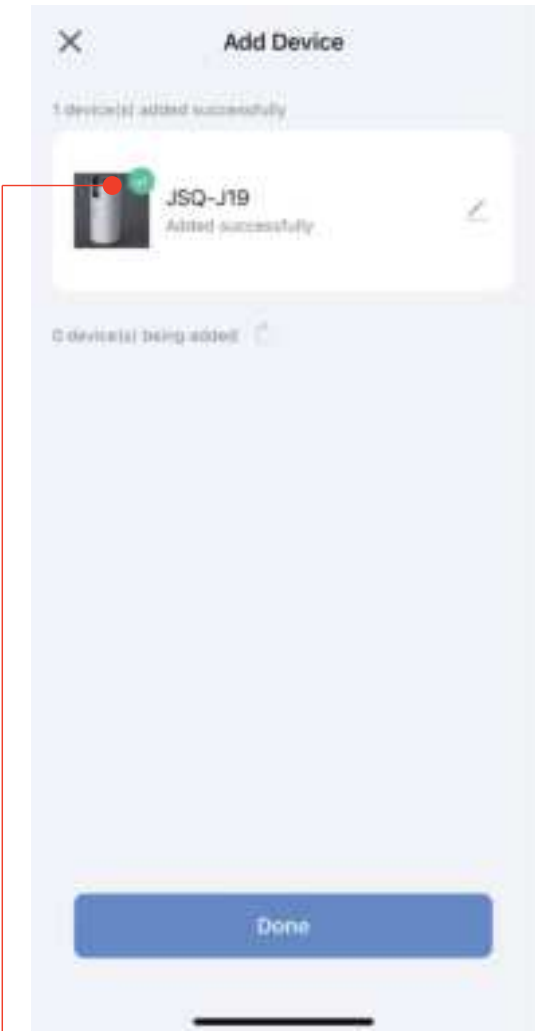 Add Device
1 device(s) added successfully
JSQ-J19
Added successfully
0 device(s) being added
Done